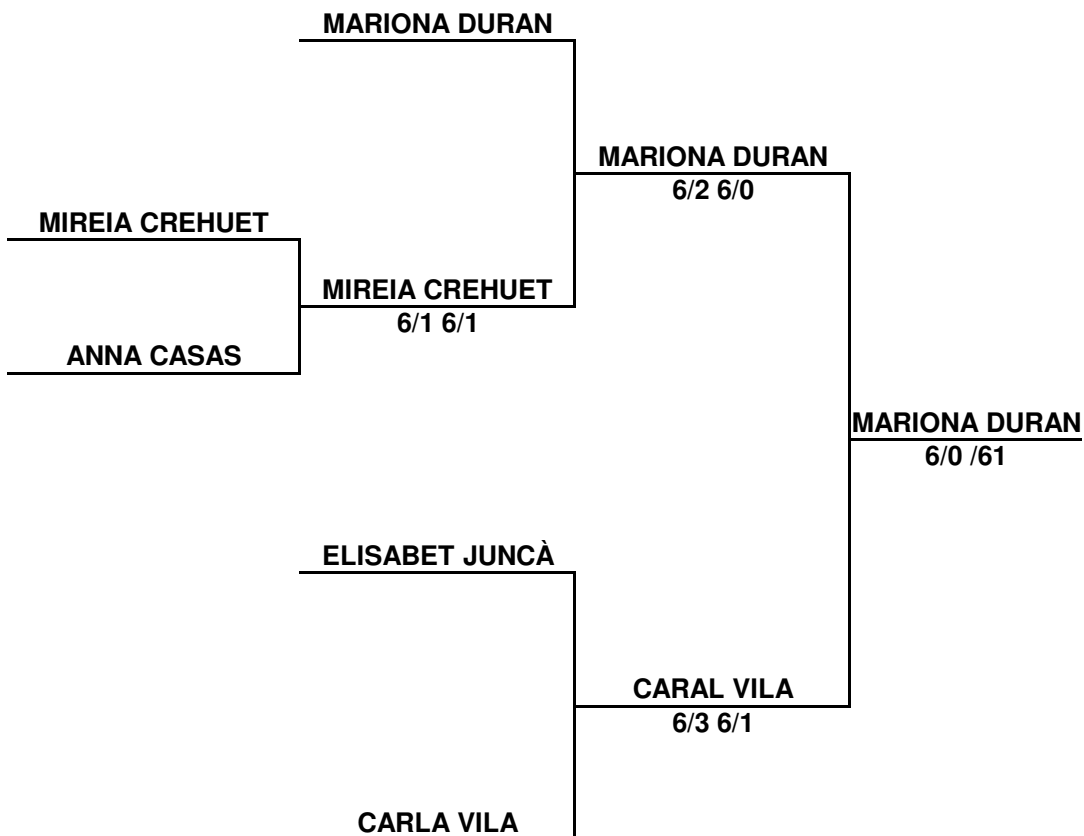 MARIONA DURAN
MARIONA DURAN
6/2 6/0
MIREIA CREHUET
MIREIA CREHUET
6/1 6/1
ANNA CASAS
MARIONA DURAN
6/0 /61
ELISABET JUNCÀ
CARAL VILA
6/3 6/1
CARLA VILA